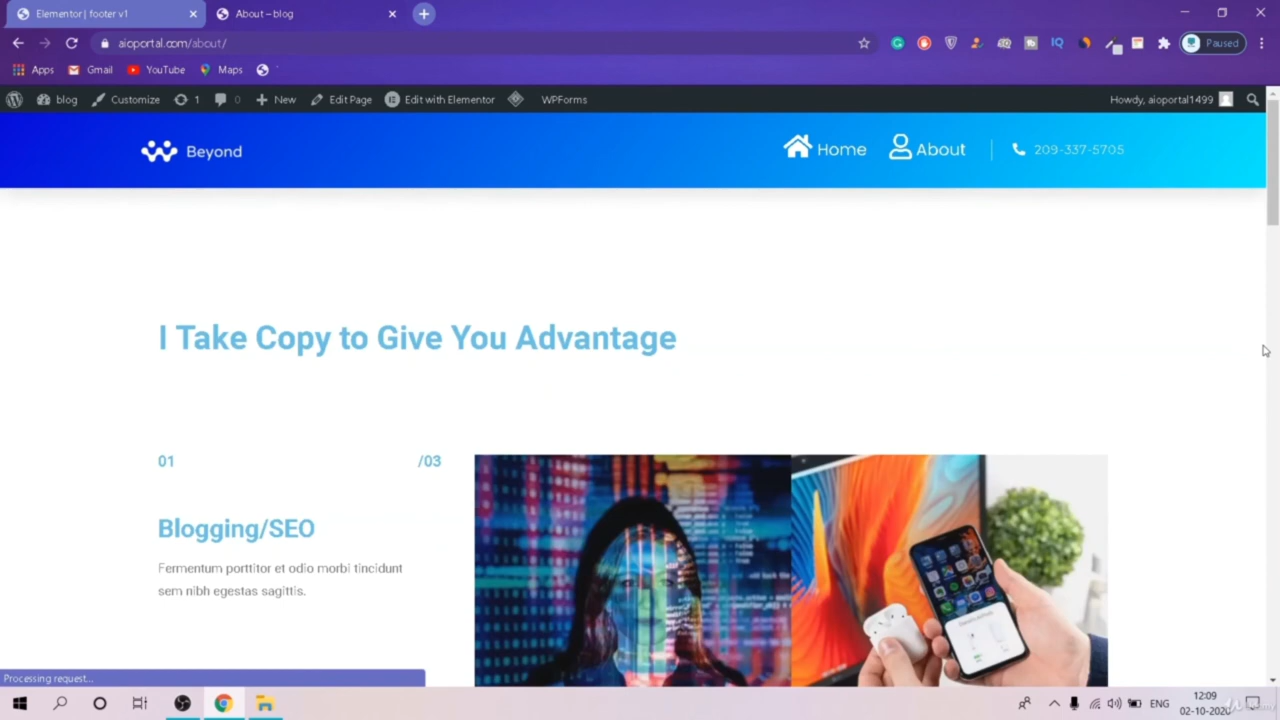 Elementor | footer v1
About – blog
aioportal.com/about/
IQ
Paused
Apps
Gmail
YouTube
Maps
blog
Customize
1
0
New
Edit Page
Edit with Elementor
WPForms
Howdy, aioportal1499
Beyond
Home
About
209-337-5705
I Take Copy to Give You Advantage
01
/03
Blogging/SEO
Fermentum porttitor et odio morbi tincidunt
sem nibh egestas sagittis.
Processing request...
ENG
12:09
02-10-2020